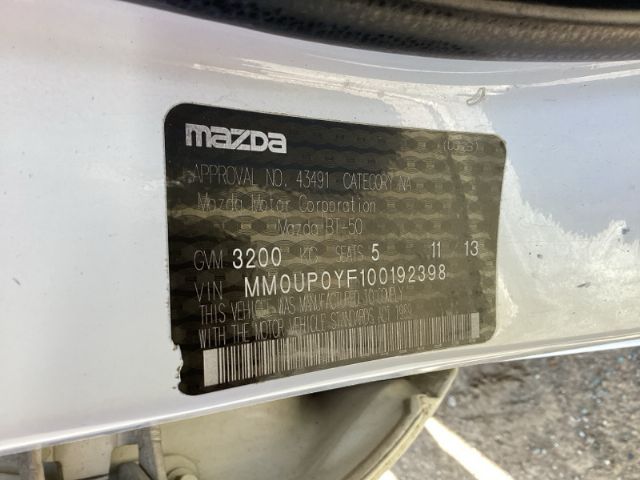 mazda
APPROVAL NO. 43491 CATEGORY NA
Mazda Motor Corporation
Mazda BT-50
GVM 3200 KG SEATS 5 11 13
VIN MM0UP0YF100192398
THIS VEHICLE WAS MANUFACTURED TO COMPLY
WITH THE MOTOR VEHICLE STANDARDS ACT 1989